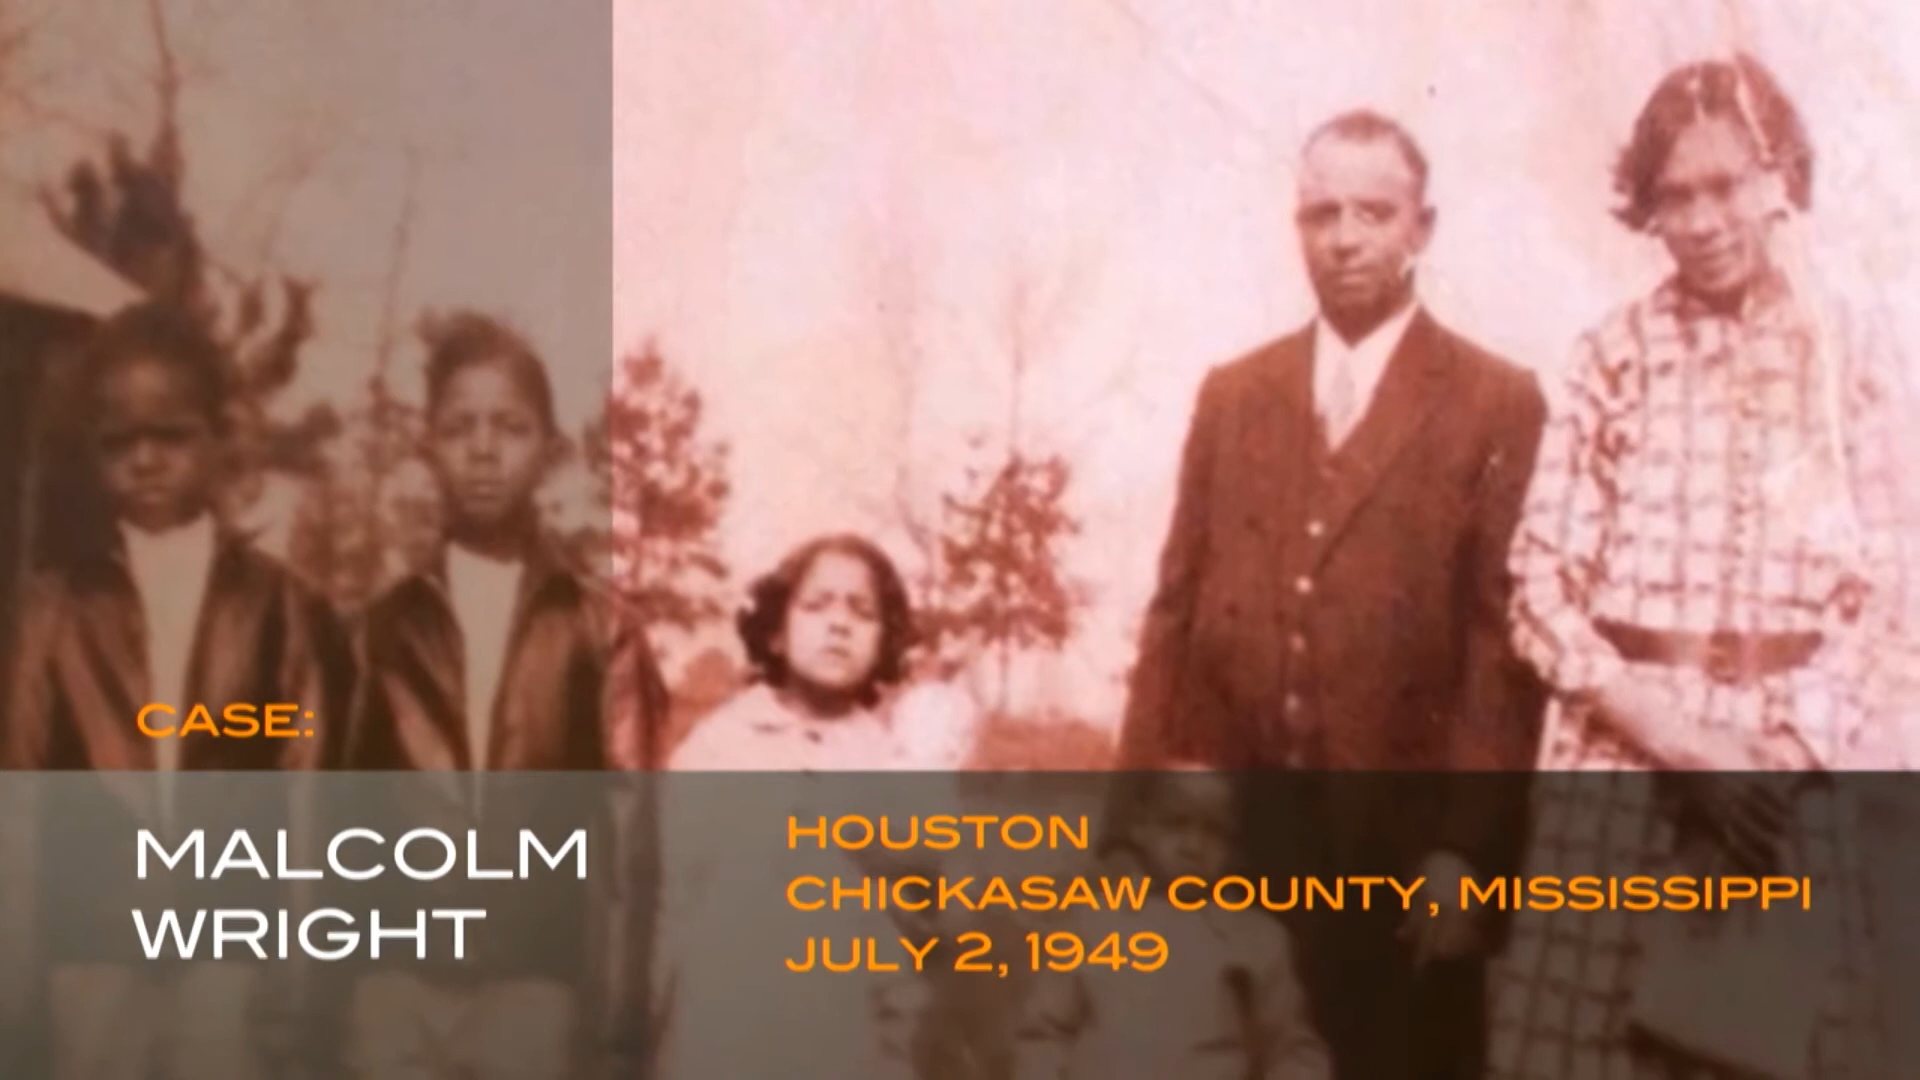 CASE:
MALCOLM
WRIGHT
HOUSTON
CHICKASAW COUNTY, MISSISSIPPI
JULY 2, 1949